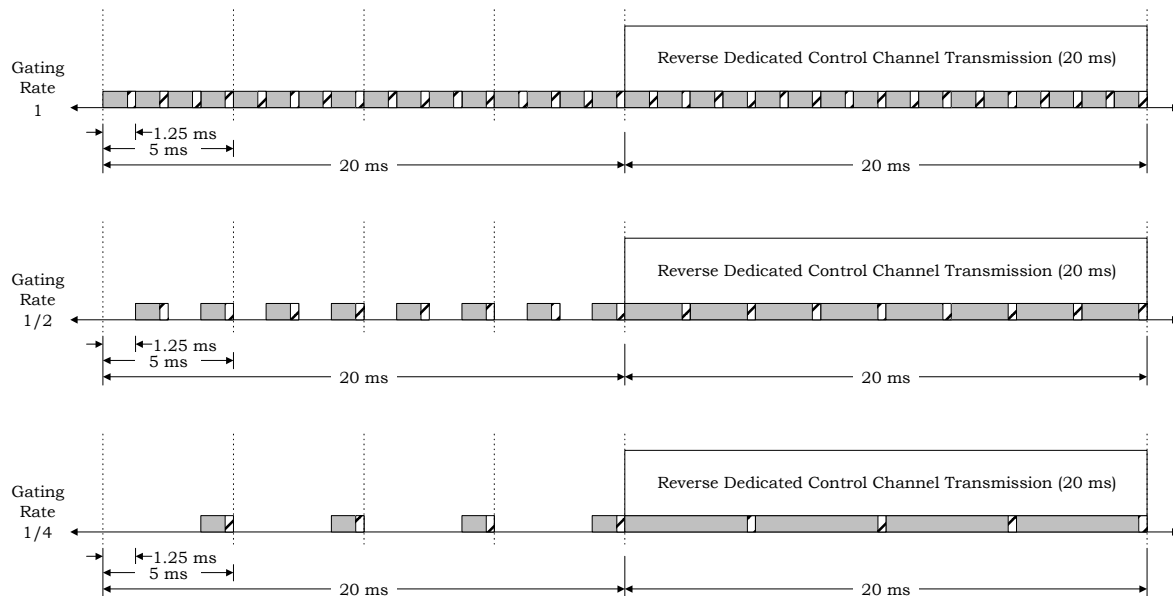 Reverse Dedicated Control Channel Transmission (20 ms)
Gating
Rate
1
1.25 ms
5 ms
20 ms
20 ms
Reverse Dedicated Control Channel Transmission (20 ms)
Gating
Rate
1/2
1.25 ms
5 ms
20 ms
20 ms
Reverse Dedicated Control Channel Transmission (20 ms)
Gating
Rate
1/4
1.25 ms
5 ms
20 ms
20 ms